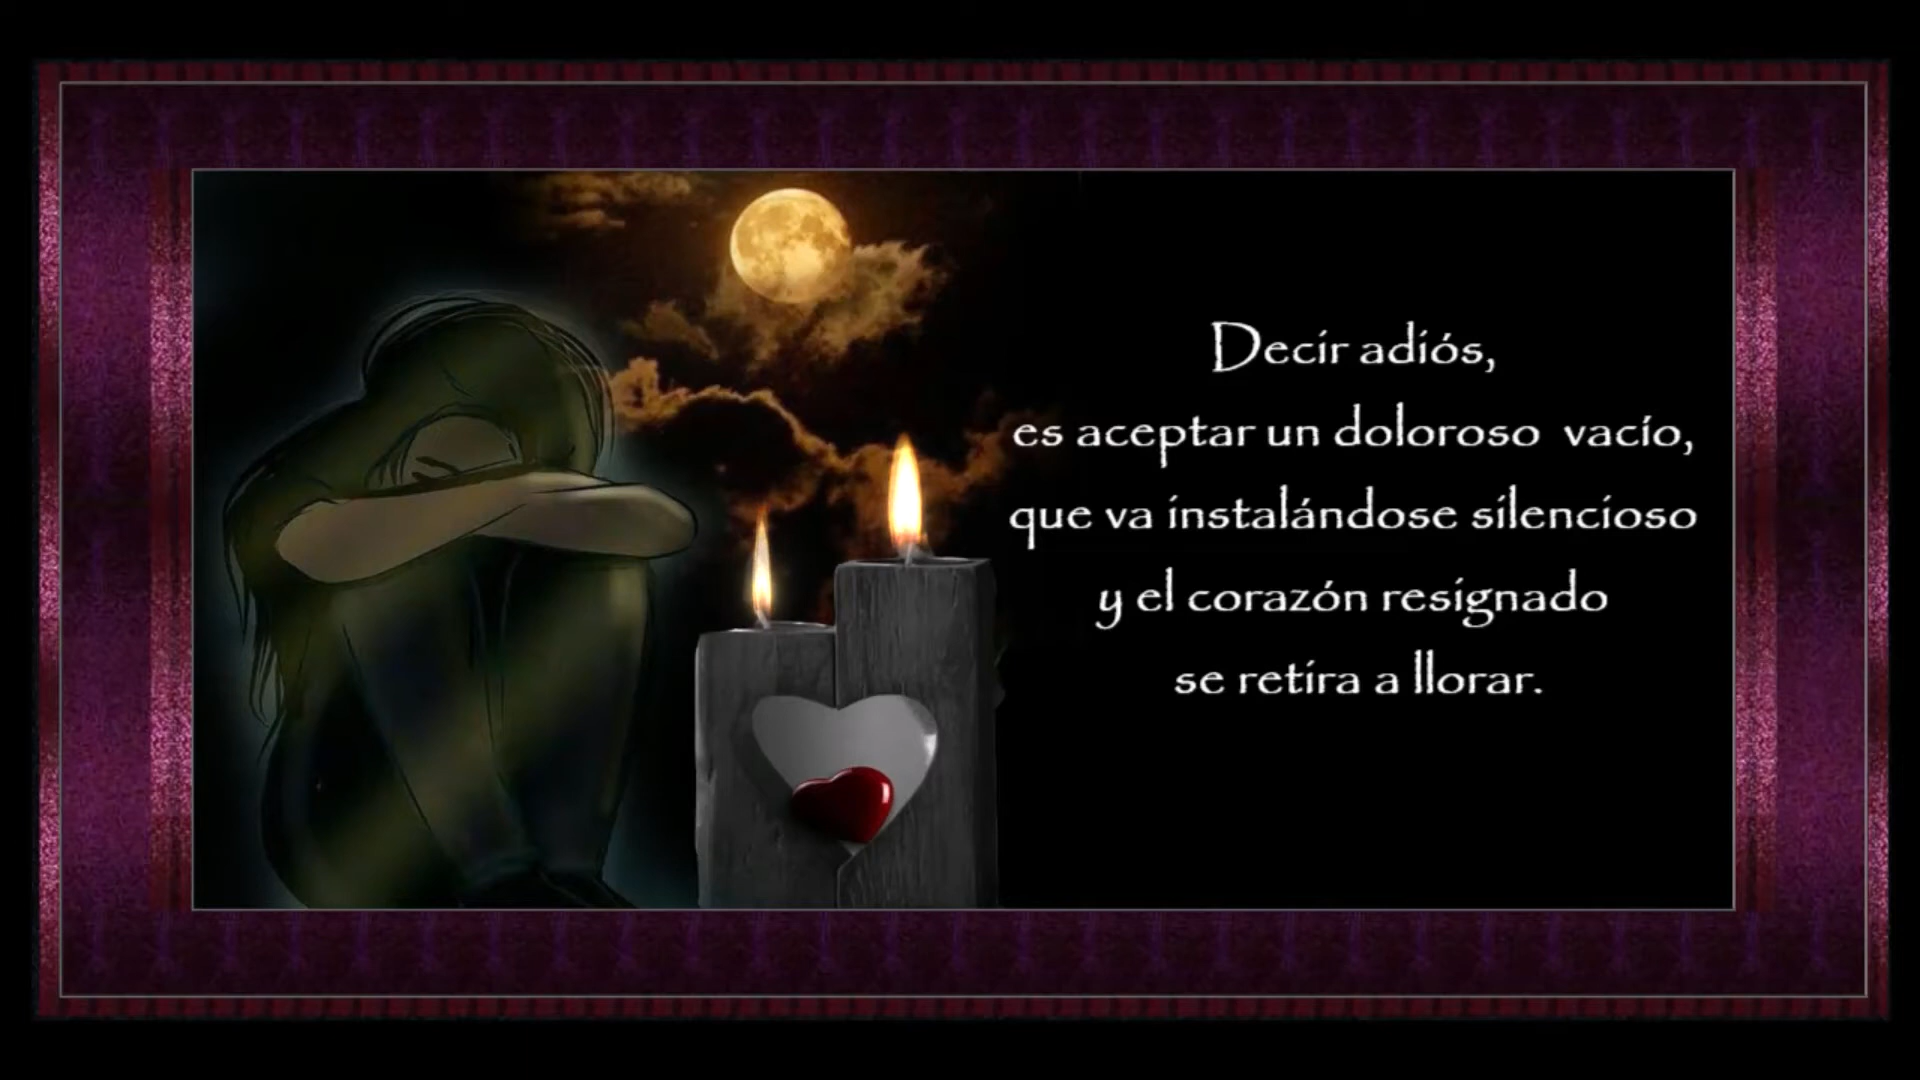 Decir adiós,
es aceptar un doloroso vacío,
que va instalándose silencioso
y el corazón resignado
se retira a llorar.